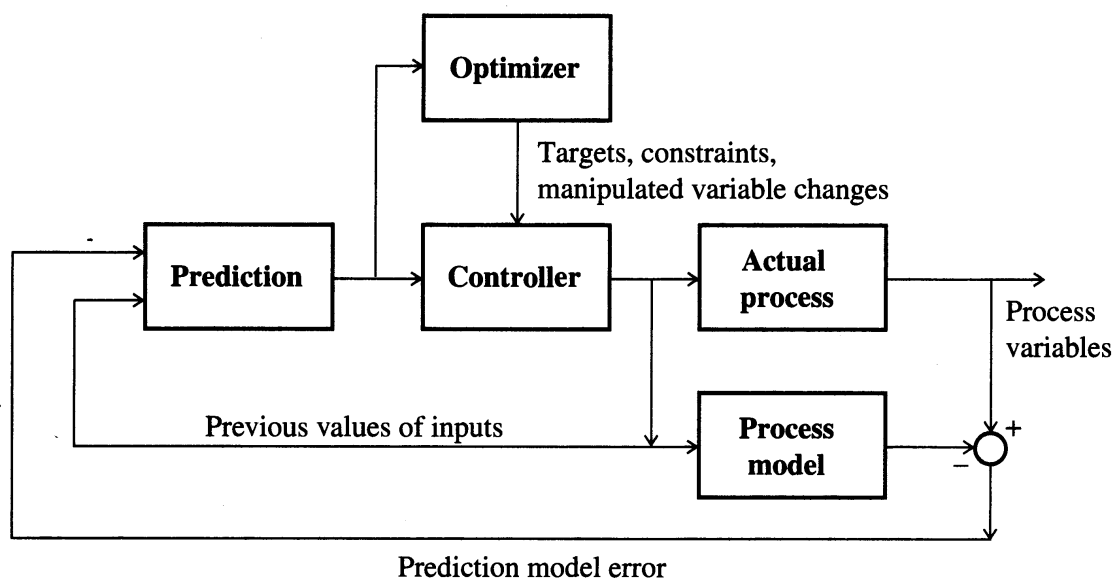 Optimizer
Targets, constraints,
manipulated variable changes
Prediction
Controller
Actual
process
Process
variables
Previous values of inputs
Process
model
+
−
Prediction model error